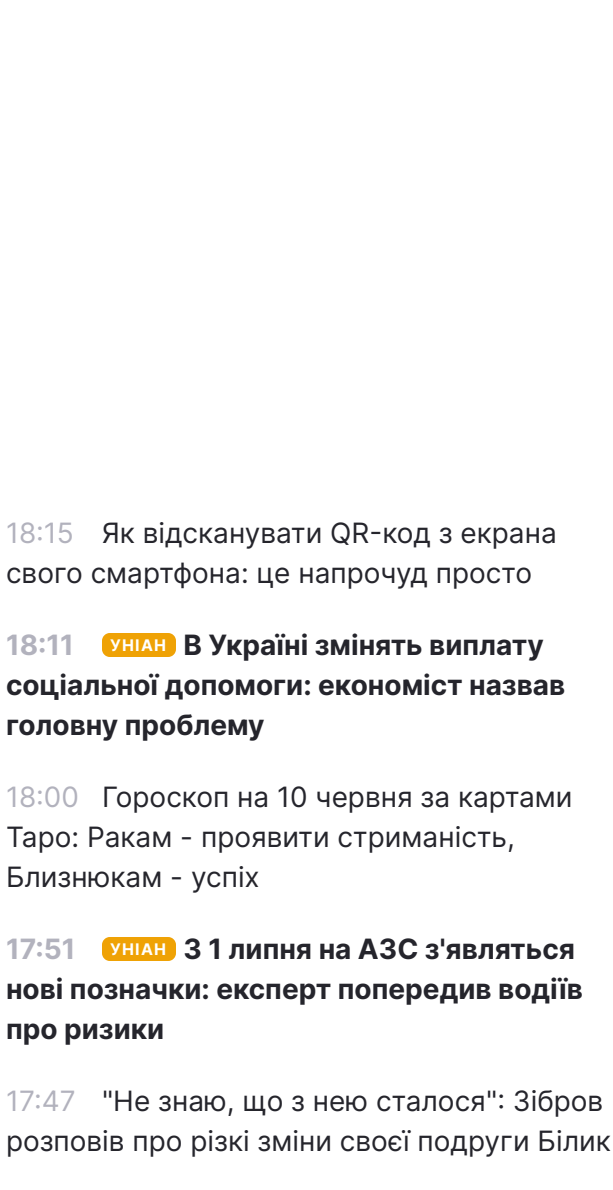 18:15 Як відсканувати QR-код з екрана
свого смартфона: це напрочуд просто
18:11 УНІАН В Україні змінять виплату
соціальної допомоги: економіст назвав
головну проблему
18:00 Гороскоп на 10 червня за картами
Таро: Ракам - проявити стриманість,
Близнюкам - успіх
17:51 УНІАН З 1 липня на АЗС з'являться
нові позначки: експерт попередив водіїв
про ризики
17:47 "Не знаю, що з нею сталося": Зібров
розповів про різкі зміни своєї подруги Білик